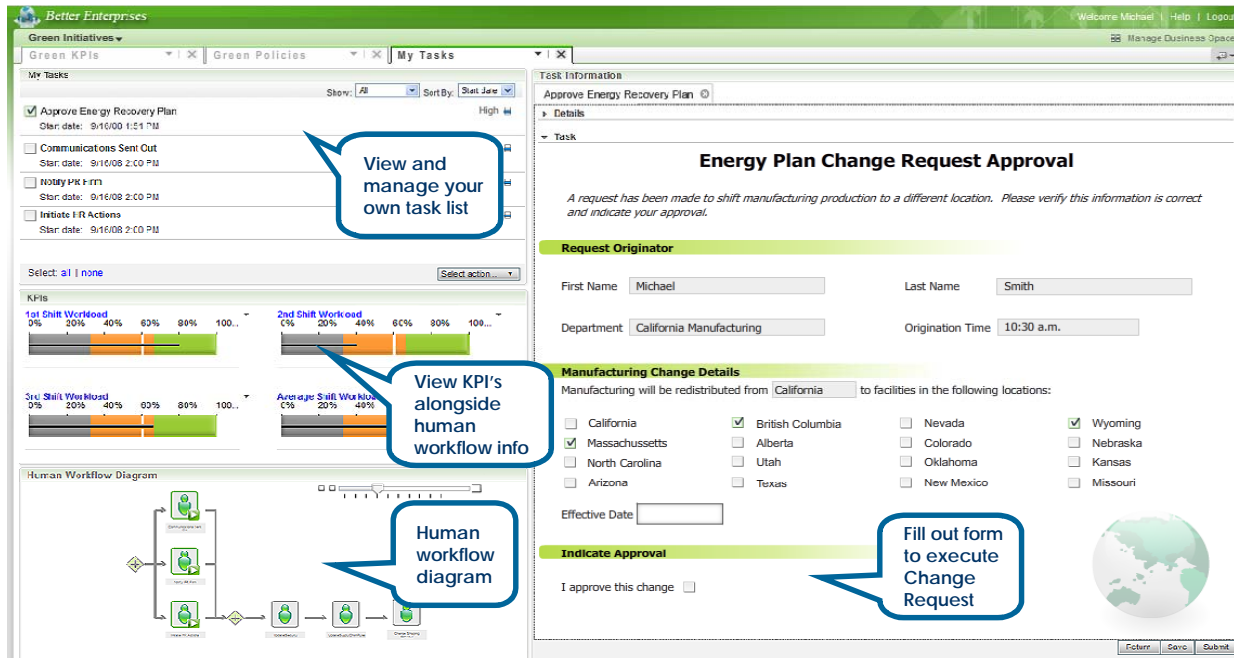 Better Enterprises
Welcome Michael | Help | Logout
Green Initiatives
Manage Business Space
Green KPIs
Green Policies
My Tasks
My Tasks
Show: All Sort By: Start date
Approve Energy Recovery Plan High
Start date: 9/16/08 1:51 PM
Communications Sent Out
Start date: 9/16/08 2:00 PM
Notify PR Firm
Start date: 9/16/08 2:00 PM
Initiate HR Actions
Start date: 9/16/08 2:00 PM
View and
manage your
own task list
Select: all | none
Select action...
KPIs
1st Shift Workload
0% 20% 40% 60% 80% 100...
2nd Shift Workload
0% 20% 40% 60% 80% 100...
3rd Shift Workload
0% 20% 40% 60% 80% 100...
Average Shift Workload
0% 20% 40%
View KPI's
alongside
human
workflow info
Human Workflow Diagram
Human
workflow
diagram
Task Information
Approve Energy Recovery Plan
Details
Task
Energy Plan Change Request Approval
A request has been made to shift manufacturing production to a different location. Please verify this information is correct
and indicate your approval.
Request Originator
First Name Michael Last Name Smith
Department California Manufacturing Origination Time 10:30 a.m.
Manufacturing Change Details
Manufacturing will be redistributed from California to facilities in the following locations:
California British Columbia Nevada Wyoming
Massachussetts Alberta Colorado Nebraska
North Carolina Utah Oklahoma Kansas
Arizona Texas New Mexico Missouri
Effective Date
Indicate Approval
I approve this change
Fill out form
to execute
Change
Request
Return Save Submit